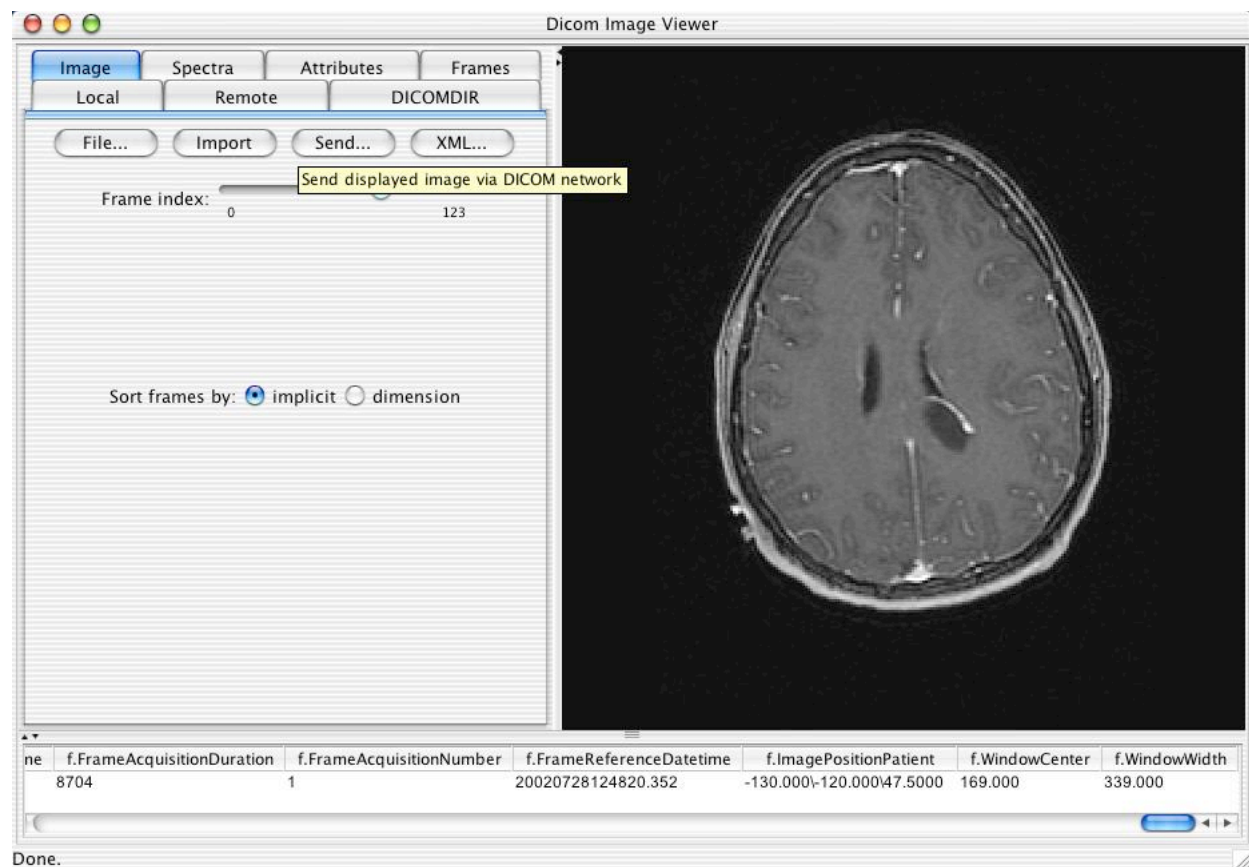 Dicom Image Viewer
Image Spectra Attributes Frames
Local Remote DICOMDIR
File... Import Send... XML...
Send displayed image via DICOM network
Frame index:
0 123
Sort frames by: implicit dimension
ne f.FrameAcquisitionDuration f.FrameAcquisitionNumber f.FrameReferenceDatetime f.ImagePositionPatient f.WindowCenter f.WindowWidth
8704 1 20020728124820.352 -130.000\-120.000\47.5000 169.000 339.000
Done.